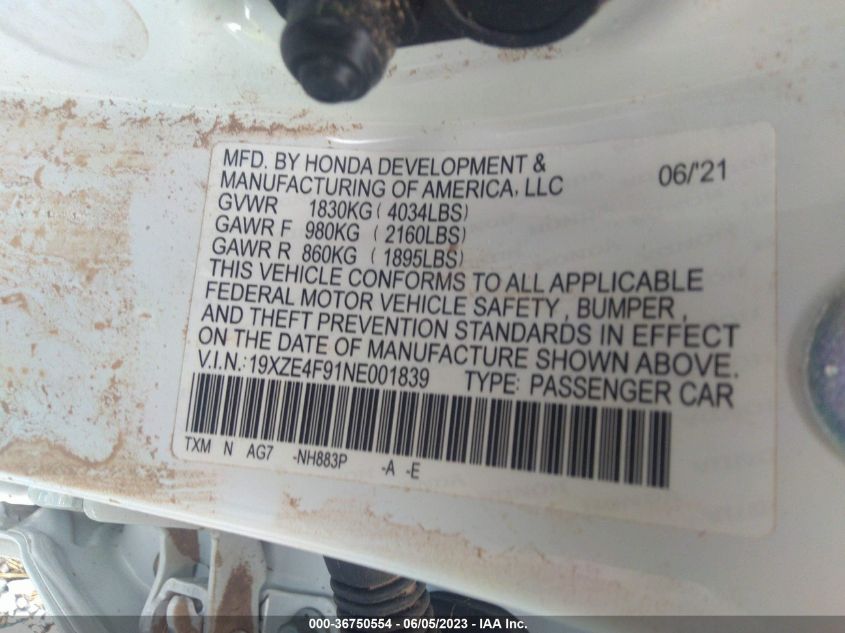 MFD. BY HONDA DEVELOPMENT &
MANUFACTURING OF AMERICA, LLC 06/'21
GVWR 1830KG ( 4034LBS)
GAWR F 980KG ( 2160LBS)
GAWR R 860KG ( 1895LBS)
THIS VEHICLE CONFORMS TO ALL APPLICABLE
FEDERAL MOTOR VEHICLE SAFETY , BUMPER ,
AND THEFT PREVENTION STANDARDS IN EFFECT
ON THE DATE OF MANUFACTURE SHOWN ABOVE.
V.I.N.: 19XZE4F91NE001839 TYPE: PASSENGER CAR
TXM N AG7 -NH883P -A -E
000-36750554 - 06/05/2023 - IAA Inc.